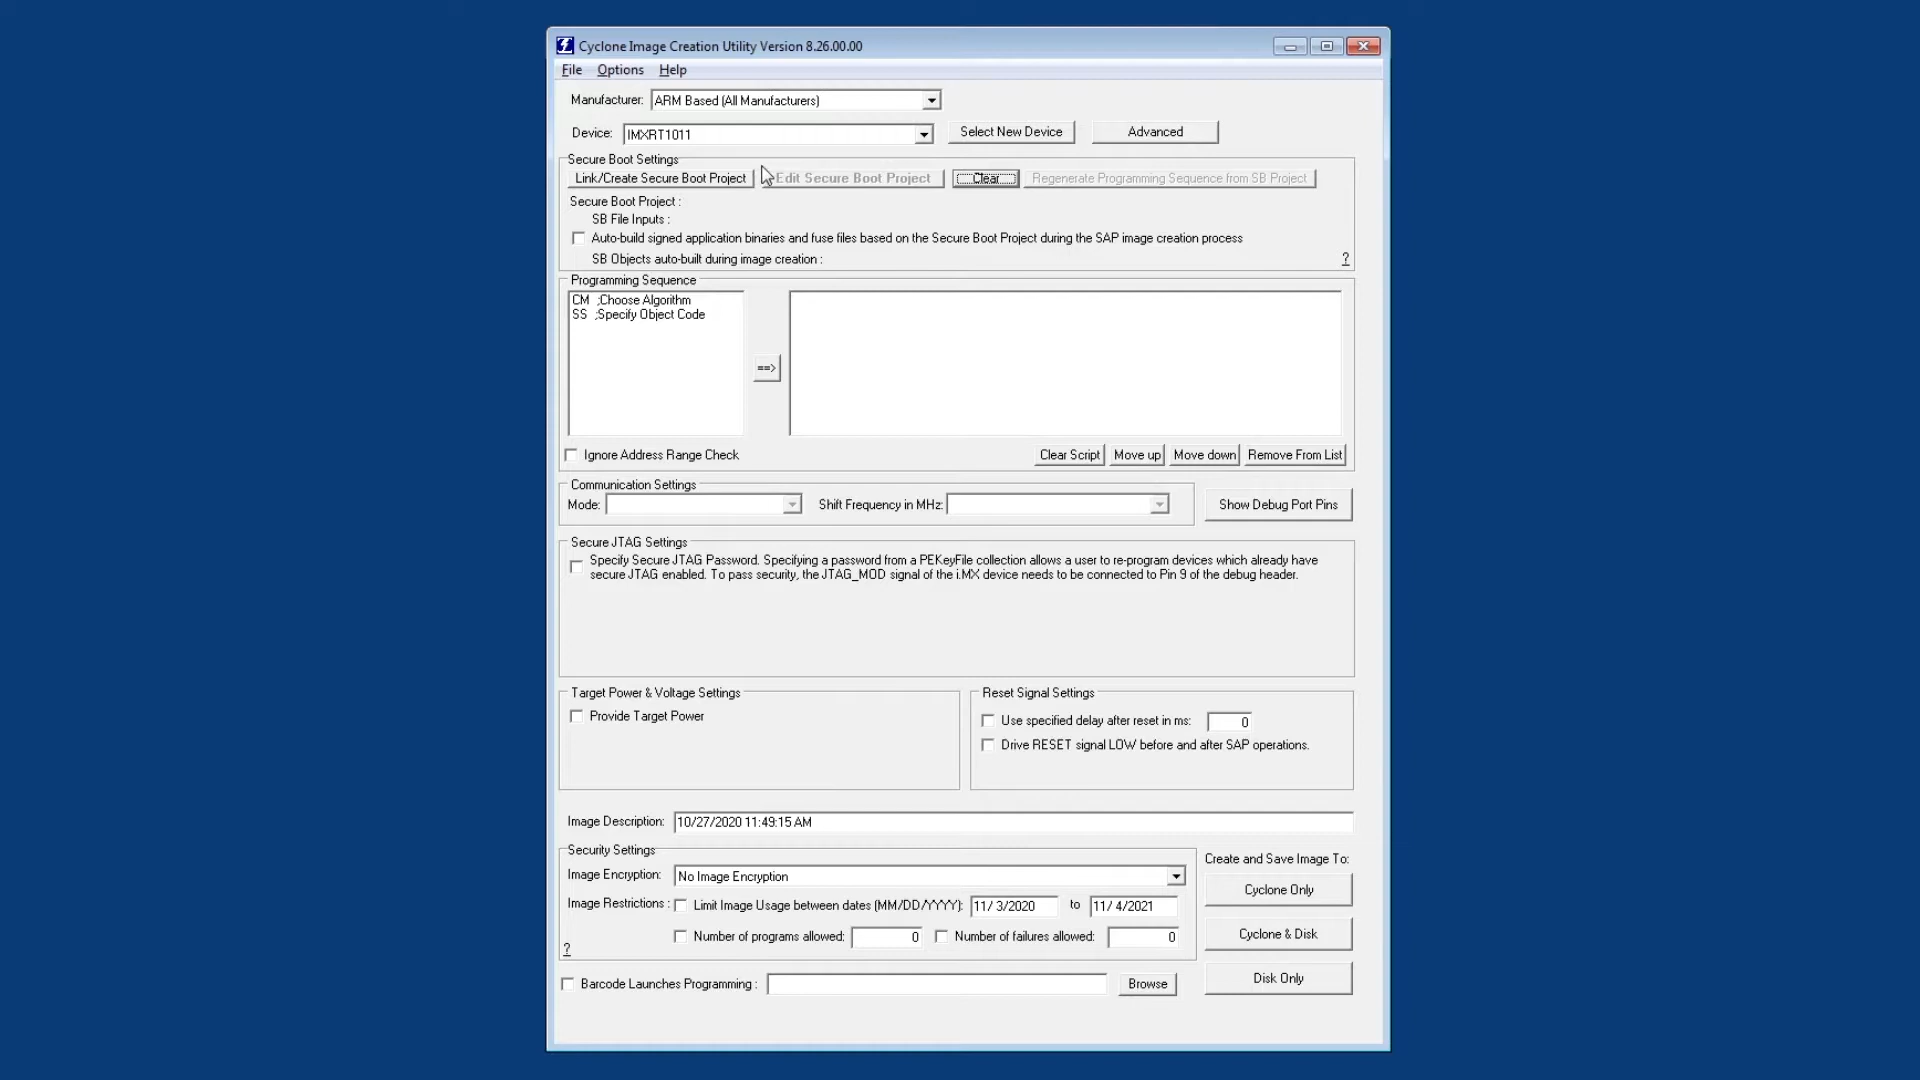 Cyclone Image Creation Utility Version 8.26.00.00
File Options Help
Manufacturer: ARM Based (All Manufacturers)
Device: IMXRT1011 Select New Device Advanced
Secure Boot Settings
Link/Create Secure Boot Project Edit Secure Boot Project Clear Regenerate Programming Sequence from SB Project
Secure Boot Project :
SB File Inputs :
Auto-build signed application binaries and fuse files based on the Secure Boot Project during the SAP image creation process
SB Objects auto-built during image creation : ?
Programming Sequence
CM ;Choose Algorithm
SS ;Specify Object Code
==>
Ignore Address Range Check Clear Script Move up Move down Remove From List
Communication Settings
Mode: Shift Frequency in MHz: Show Debug Port Pins
Secure JTAG Settings
Specify Secure JTAG Password. Specifying a password from a PEKeyFile collection allows a user to re-program devices which already have
secure JTAG enabled. To pass security, the JTAG_MOD signal of the i.MX device needs to be connected to Pin 9 of the debug header.
Target Power & Voltage Settings Reset Signal Settings
Provide Target Power Use specified delay after reset in ms: 0
Drive RESET signal LOW before and after SAP operations.
Image Description: 10/27/2020 11:49:15 AM
Security Settings Create and Save Image To:
Image Encryption: No Image Encryption Cyclone Only
Image Restrictions : Limit Image Usage between dates (MM/DD/YYYY): 11/ 3/2020 to 11/ 4/2021
Number of programs allowed: 0 Number of failures allowed: 0 Cyclone & Disk
?
Barcode Launches Programming : Browse Disk Only